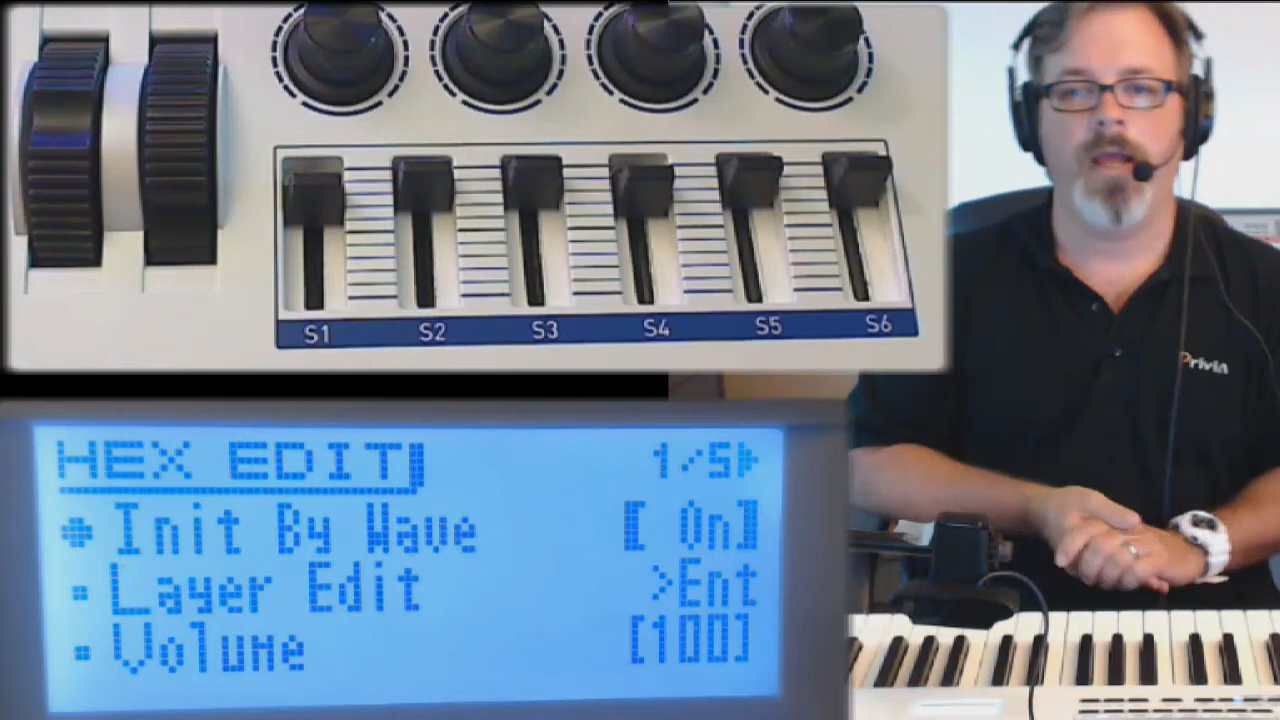 S1 S2 S3 S4 S5 S6
HEX EDIT 1/5
Init By Wave [ On]
Layer Edit >Ent
Volume [100]
Privia